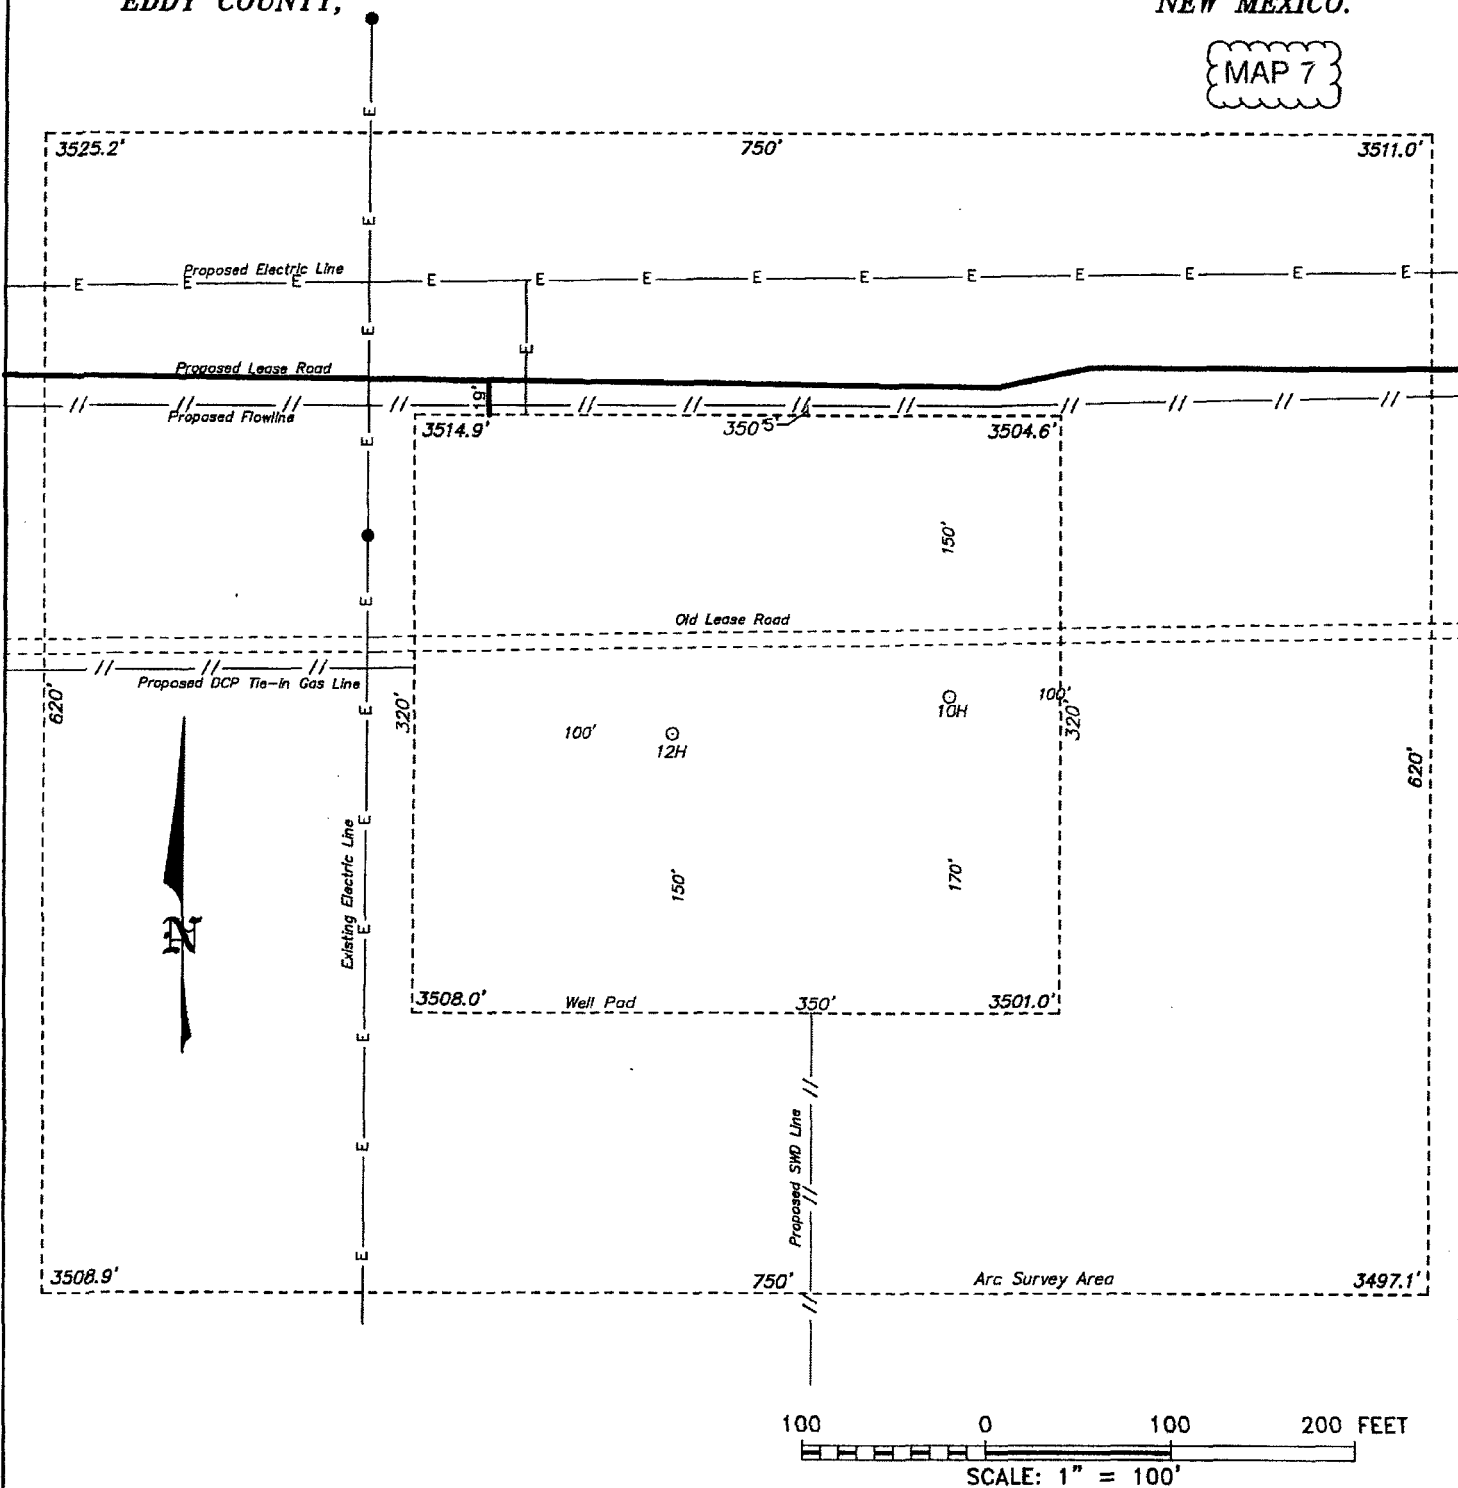 EDDY COUNTY, NEW MEXICO.
MAP 7
3525.2' 750' 3511.0'
Proposed Electric Line
E E E E E E E E E E E E E
E
E
E
E
Proposed Lease Road
19'
Proposed Flowline
E
3514.9' 350' 5' 3504.6'
150'
E
Old Lease Road
Proposed DCP Tie-in Gas Line
620'
320'
E
100'
12H
10H
100'
320'
620'
E
Existing Electric Line
150'
170'
E
N
3508.0' Well Pad 350' 3501.0'
E
Proposed SWD Line
E
E
3508.9' 750' Arc Survey Area 3497.1'
100 0 100 200 FEET
SCALE: 1" = 100'